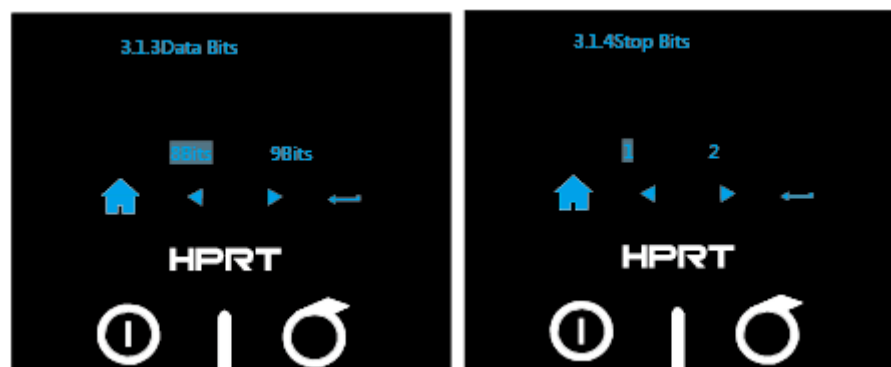 3.1.3Data Bits
8Bits 9Bits
HPRT
3.1.4Stop Bits
1 2
HPRT